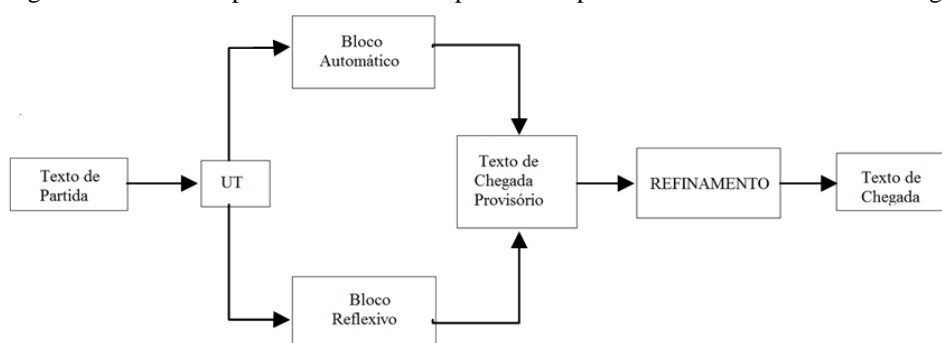 Bloco
Automático
Texto de
Partida
UT
Texto de
Chegada
Provisório
REFINAMENTO
Texto de
Chegada
Bloco
Reflexivo